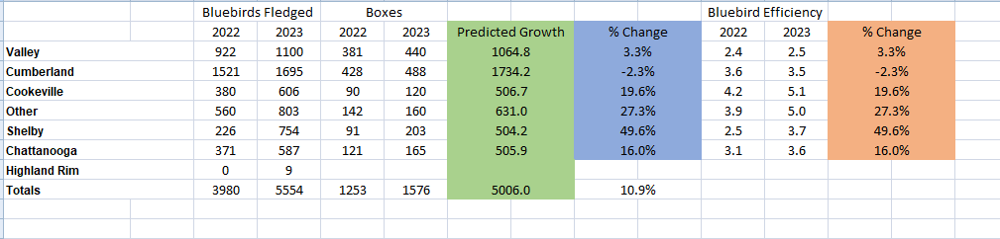 Bluebirds Fledged Boxes Bluebird Efficiency
2022 2023 2022 2023 Predicted Growth % Change 2022 2023 % Change
Valley 922 1100 381 440 1064.8 3.3% 2.4 2.5 3.3%
Cumberland 1521 1695 428 488 1734.2 -2.3% 3.6 3.5 -2.3%
Cookeville 380 606 90 120 506.7 19.6% 4.2 5.1 19.6%
Other 560 803 142 160 631.0 27.3% 3.9 5.0 27.3%
Shelby 226 754 91 203 504.2 49.6% 2.5 3.7 49.6%
Chattanooga 371 587 121 165 505.9 16.0% 3.1 3.6 16.0%
Highland Rim 0 9
Totals 3980 5554 1253 1576 5006.0 10.9%